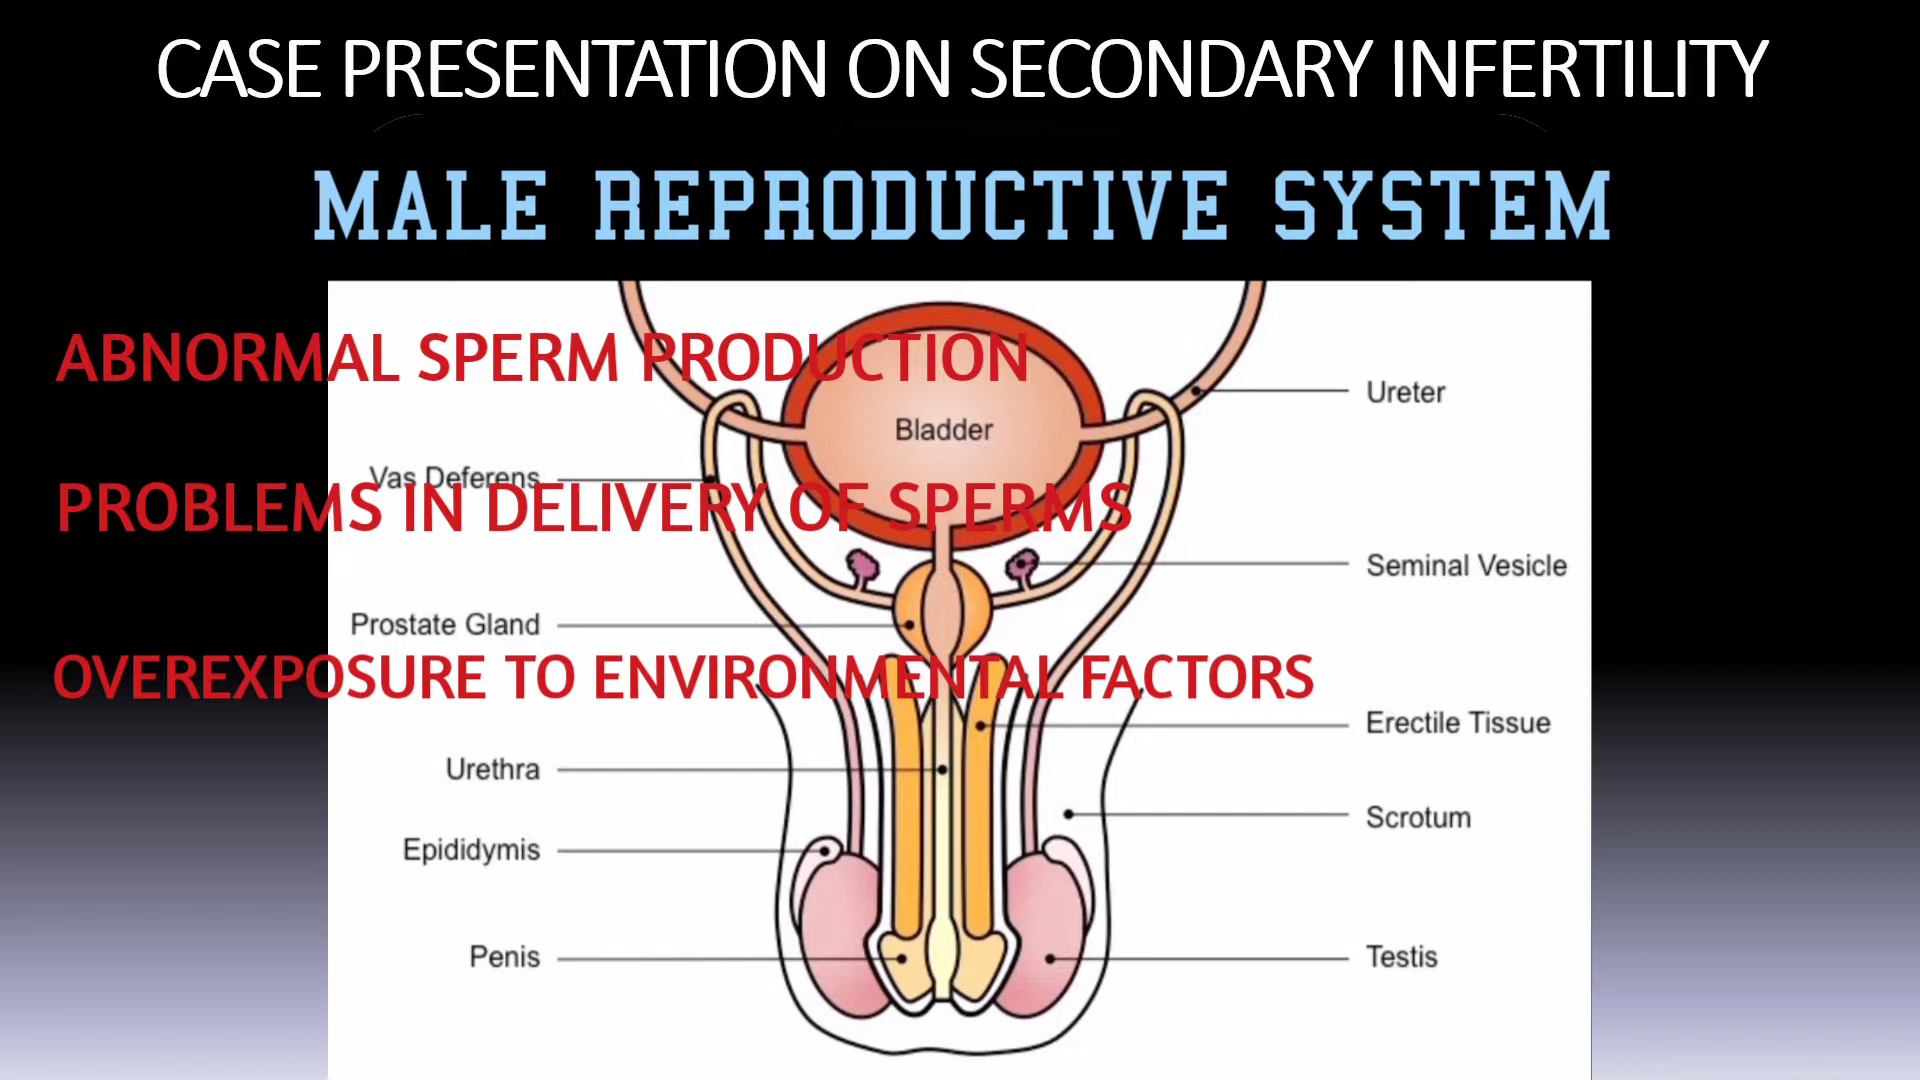 CASE PRESENTATION ON SECONDARY INFERTILITY
MALE REPRODUCTIVE SYSTEM
ABNORMAL SPERM PRODUCTION
Ureter
Bladder
Vas Deferens
PROBLEMS IN DELIVERY OF SPERMS
Seminal Vesicle
Prostate Gland
OVEREXPOSURE TO ENVIRONMENTAL FACTORS
Erectile Tissue
Urethra
Scrotum
Epididymis
Penis
Testis